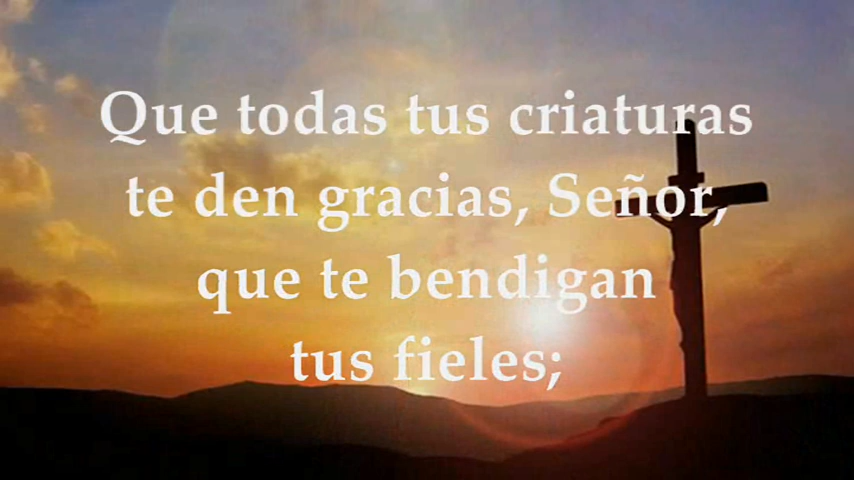 Que todas tus criaturas
te den gracias, Señor,
que te bendigan
tus fieles;